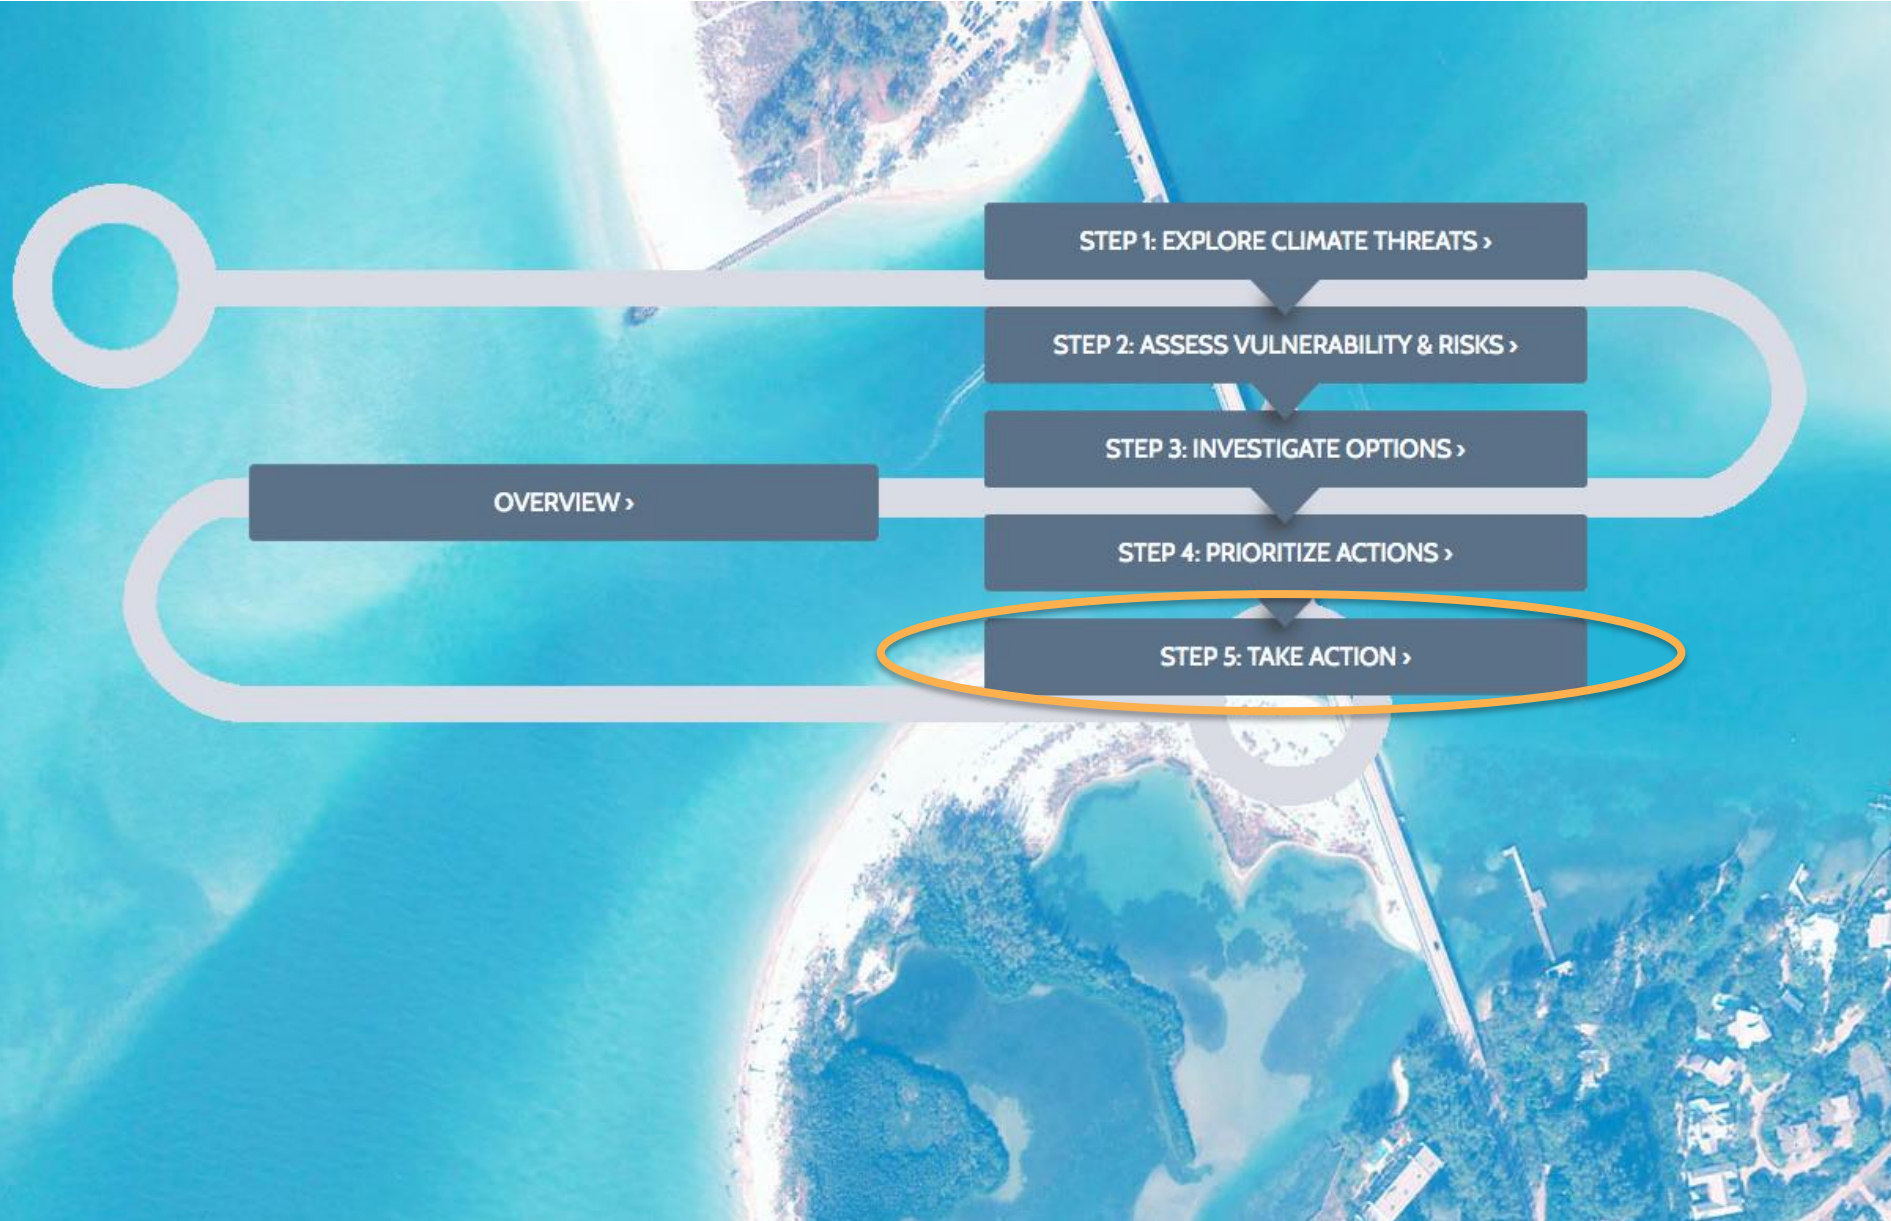 STEP 1: EXPLORE CLIMATE THREATS ›
STEP 2: ASSESS VULNERABILITY & RISKS ›
STEP 3: INVESTIGATE OPTIONS ›
OVERVIEW ›
STEP 4: PRIORITIZE ACTIONS ›
STEP 5: TAKE ACTION ›